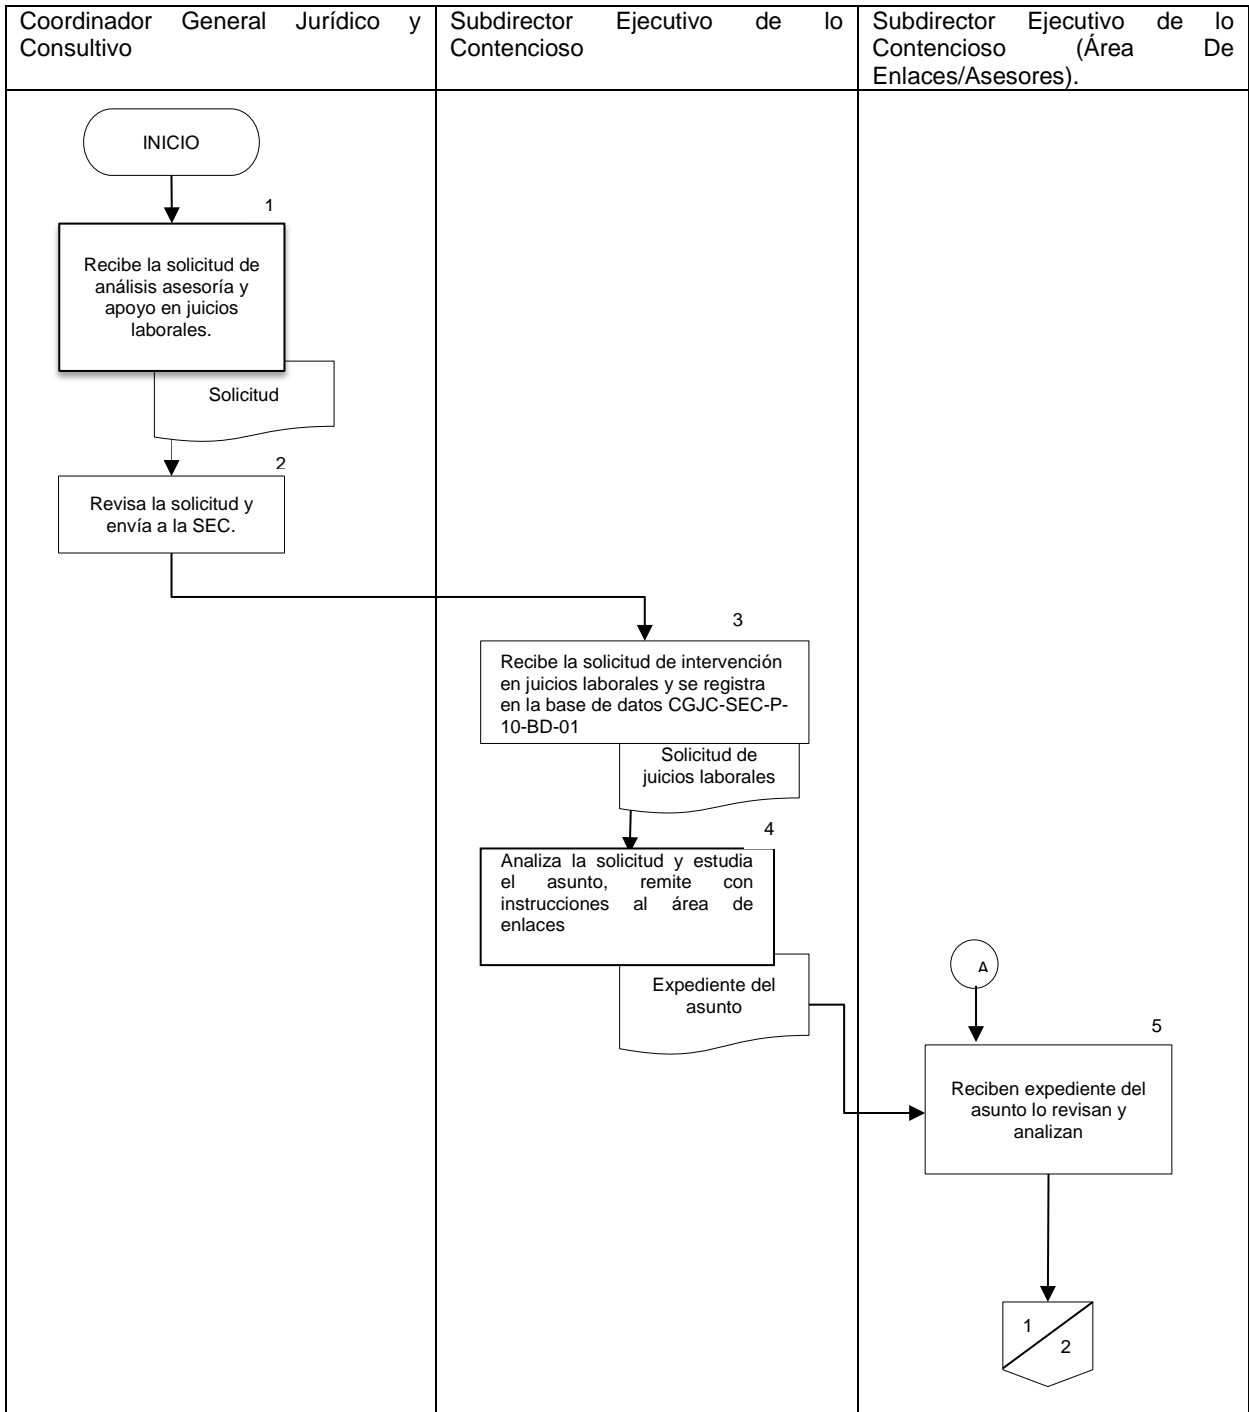 Coordinador General Jurídico y
Consultivo
Subdirector Ejecutivo de lo
Contencioso
Subdirector Ejecutivo de lo
Contencioso (Área De
Enlaces/Asesores).
INICIO
1
Recibe la solicitud de
análisis asesoría y
apoyo en juicios
laborales.
Solicitud
2
Revisa la solicitud y
envía a la SEC.
3
Recibe la solicitud de intervención
en juicios laborales y se registra
en la base de datos CGJC-SEC-P-
10-BD-01
Solicitud de
juicios laborales
4
Analiza la solicitud y estudia
el asunto, remite con
instrucciones al área de
enlaces
Expediente del
asunto
A
5
Reciben expediente del
asunto lo revisan y
analizan
1
2